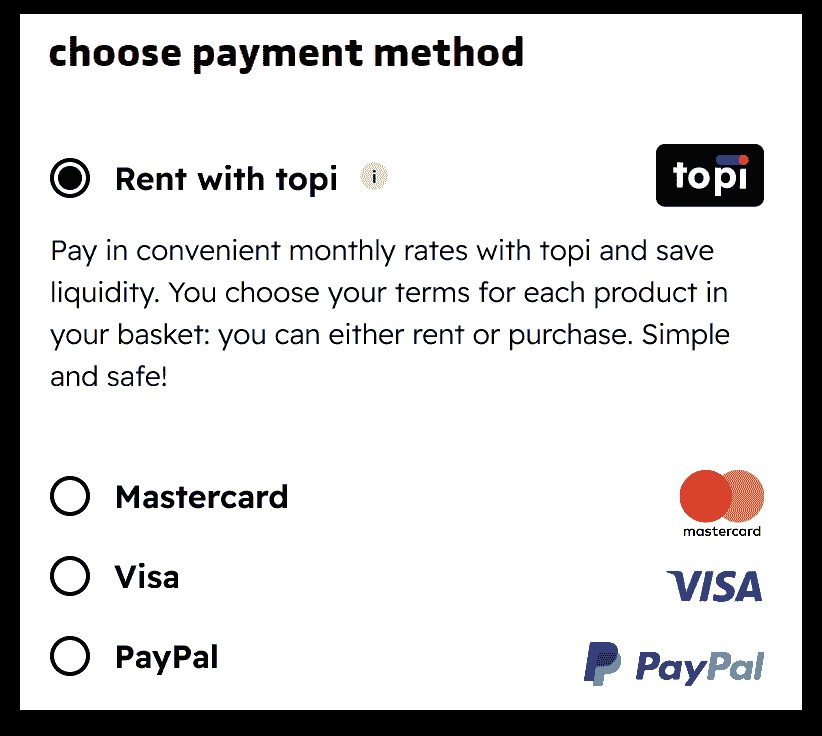 choose payment method
Rent with topi i topi
Pay in convenient monthly rates with topi and save
liquidity. You choose your terms for each product in
your basket: you can either rent or purchase. Simple
and safe!
Mastercard mastercard
Visa VISA
PayPal P PayPal